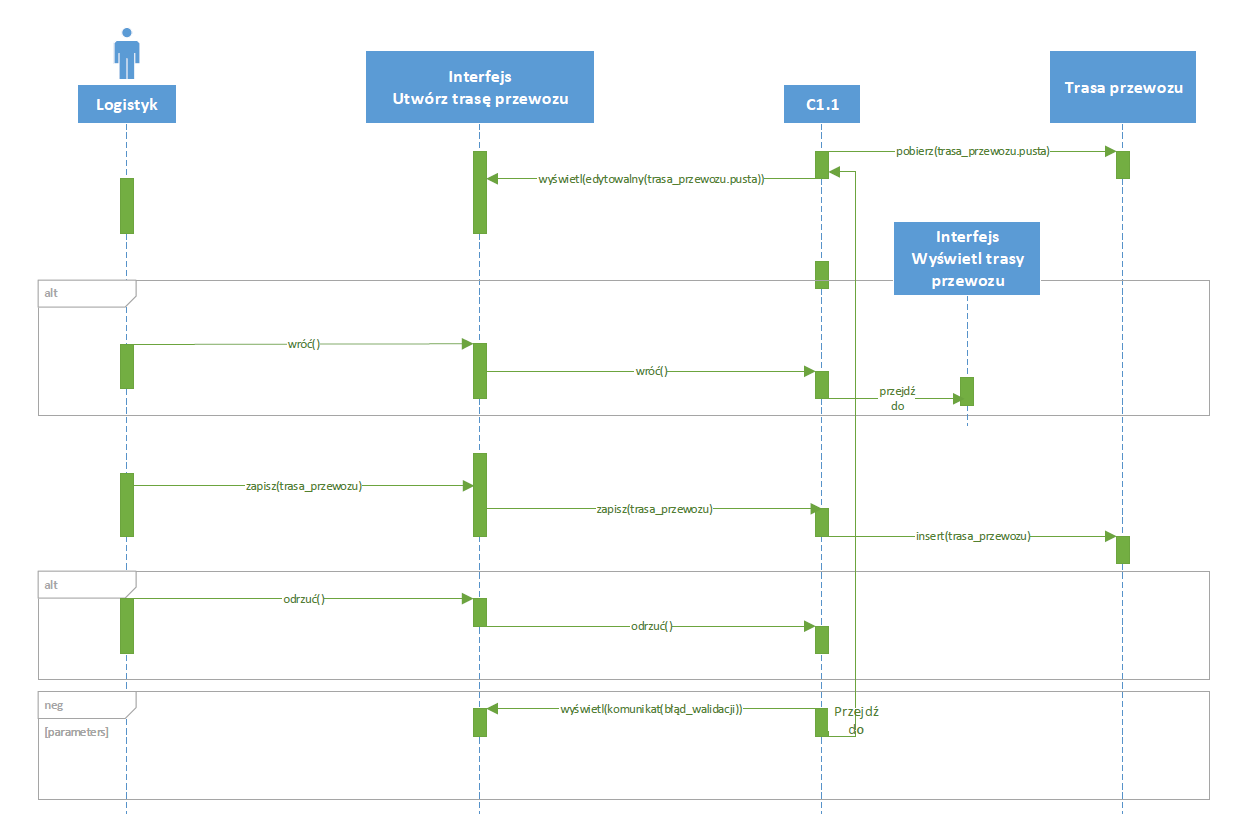 Logistyk
Interfejs
Utwórz trasę przewozu
C1.1
Trasa przewozu
pobierz(trasa_przewozu.pusta)
wyświetl(edytowalny(trasa_przewozu.pusta))
Interfejs
Wyświetl trasy
przewozu
alt
wróć()
wróć()
przejdź
do
zapisz(trasa_przewozu)
zapisz(trasa_przewozu)
insert(trasa_przewozu)
alt
odrzuć()
odrzuć()
neg
[parameters]
wyświetl(komunikat(błąd_walidacji))
Przejdź
do